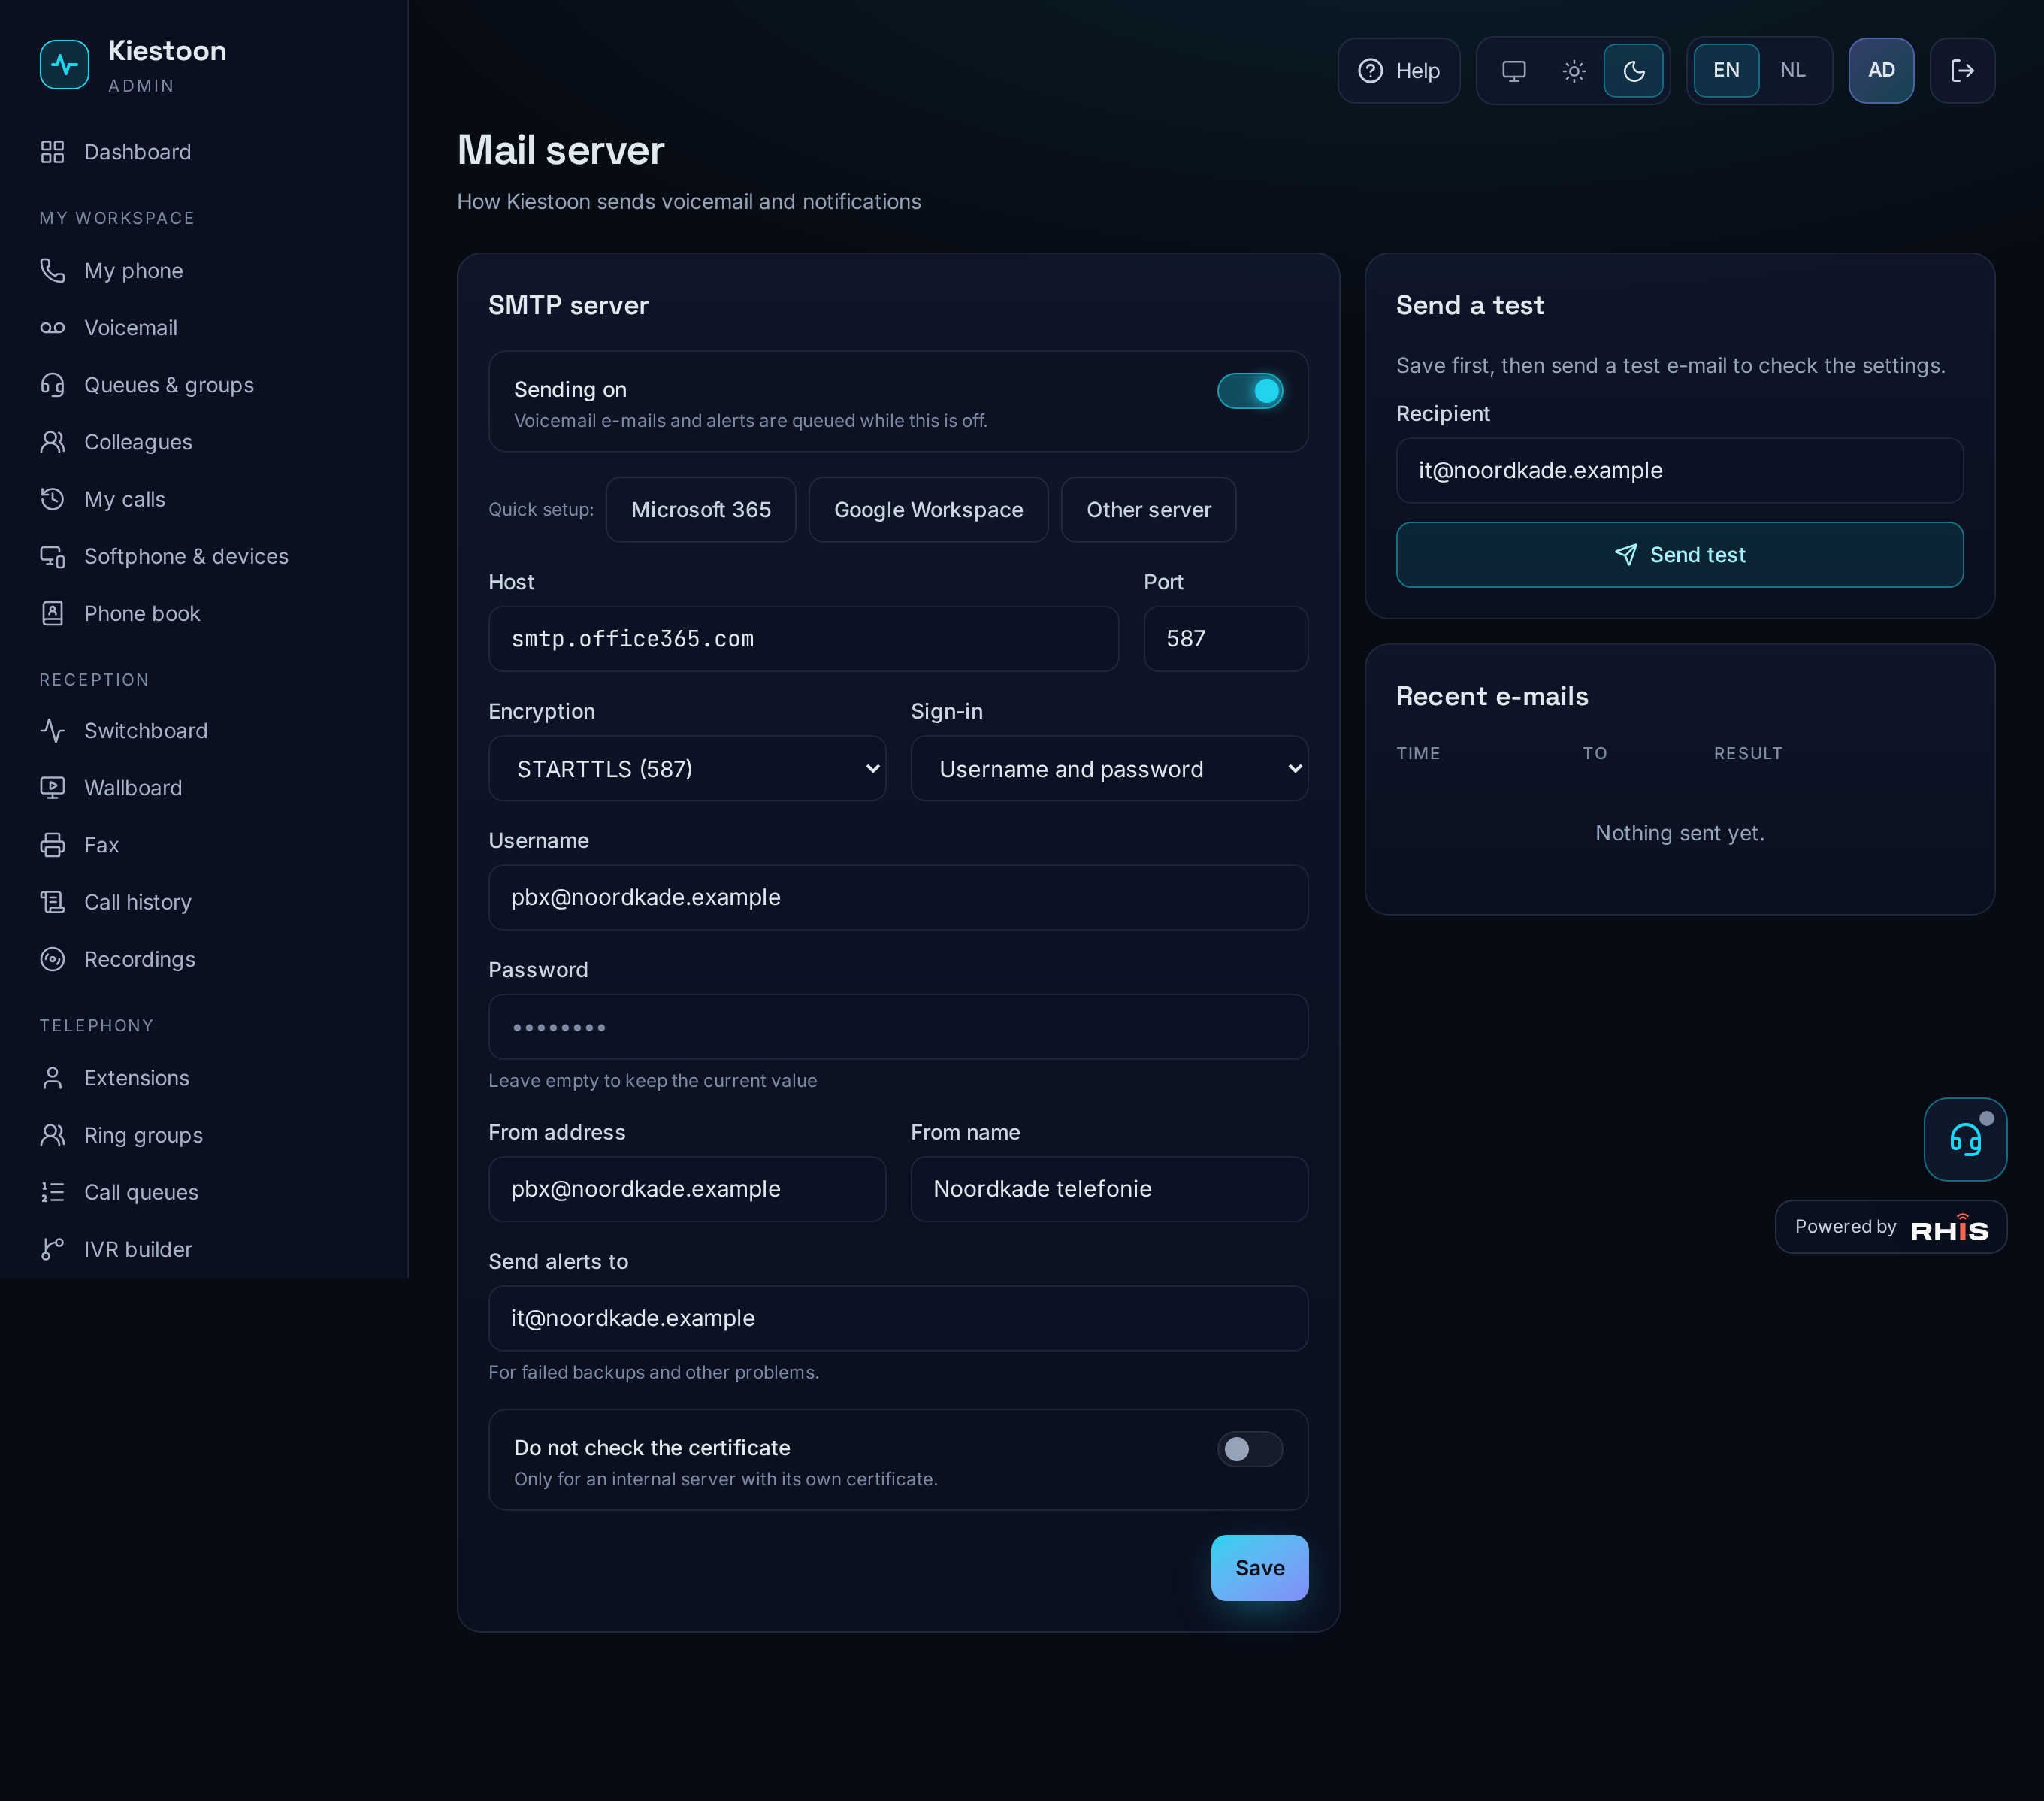 Kiestoon
ADMIN
Dashboard
MY WORKSPACE
My phone
Voicemail
Queues & groups
Colleagues
My calls
Softphone & devices
Phone book
RECEPTION
Switchboard
Wallboard
Fax
Call history
Recordings
TELEPHONY
Extensions
Ring groups
Call queues
IVR builder
Help
EN
NL
AD
Mail server
How Kiestoon sends voicemail and notifications
SMTP server
Sending on
Voicemail e-mails and alerts are queued while this is off.
Quick setup:
Microsoft 365
Google Workspace
Other server
Host
Port
smtp.office365.com
587
Encryption
Sign-in
STARTTLS (587)
Username and password
Username
pbx@noordkade.example
Password
••••••••
Leave empty to keep the current value
From address
From name
pbx@noordkade.example
Noordkade telefonie
Send alerts to
it@noordkade.example
For failed backups and other problems.
Do not check the certificate
Only for an internal server with its own certificate.
Save
Send a test
Save first, then send a test e-mail to check the settings.
Recipient
it@noordkade.example
Send test
Recent e-mails
TIME
TO
RESULT
Nothing sent yet.
Powered by RHIS